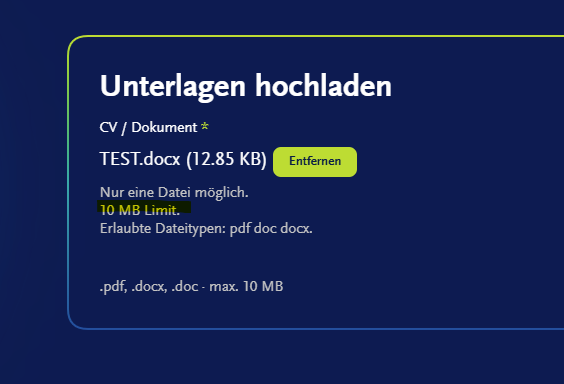 Unterlagen hochladen
CV / Dokument *
TEST.docx (12.85 KB) Entfernen
Nur eine Datei möglich.
10 MB Limit.
Erlaubte Dateitypen: pdf doc docx.
.pdf, .docx, .doc · max. 10 MB